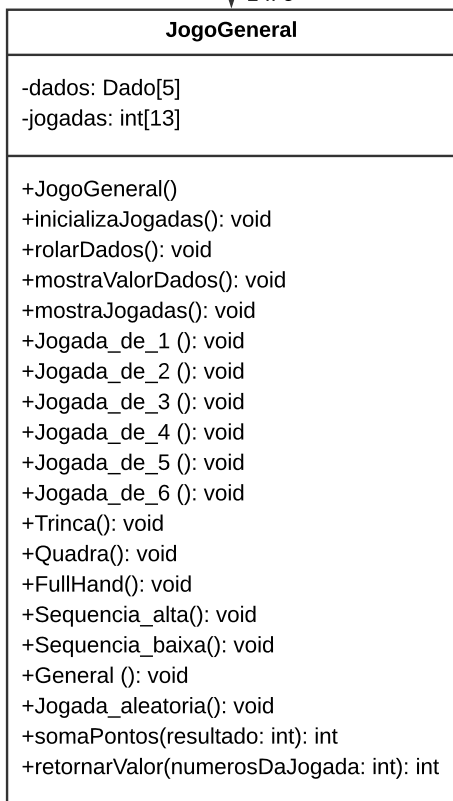 JogoGeneral
-dados: Dado[5]
-jogadas: int[13]
+JogoGeneral()
+inicializaJogadas(): void
+rolarDados(): void
+mostraValorDados(): void
+mostraJogadas(): void
+Jogada_de_1 (): void
+Jogada_de_2 (): void
+Jogada_de_3 (): void
+Jogada_de_4 (): void
+Jogada_de_5 (): void
+Jogada_de_6 (): void
+Trinca(): void
+Quadra(): void
+FullHand(): void
+Sequencia_alta(): void
+Sequencia_baixa(): void
+General (): void
+Jogada_aleatoria(): void
+somaPontos(resultado: int): int
+retornarValor(numerosDaJogada: int): int